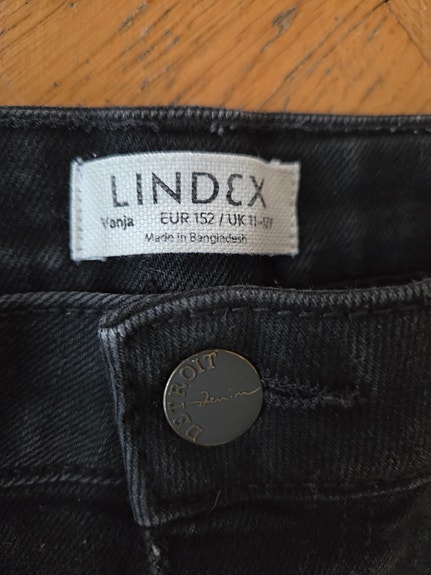 LINDEX
Vanja EUR 152 / UK 11-12Y
Made in Bangladesh
DETROIT
Denim